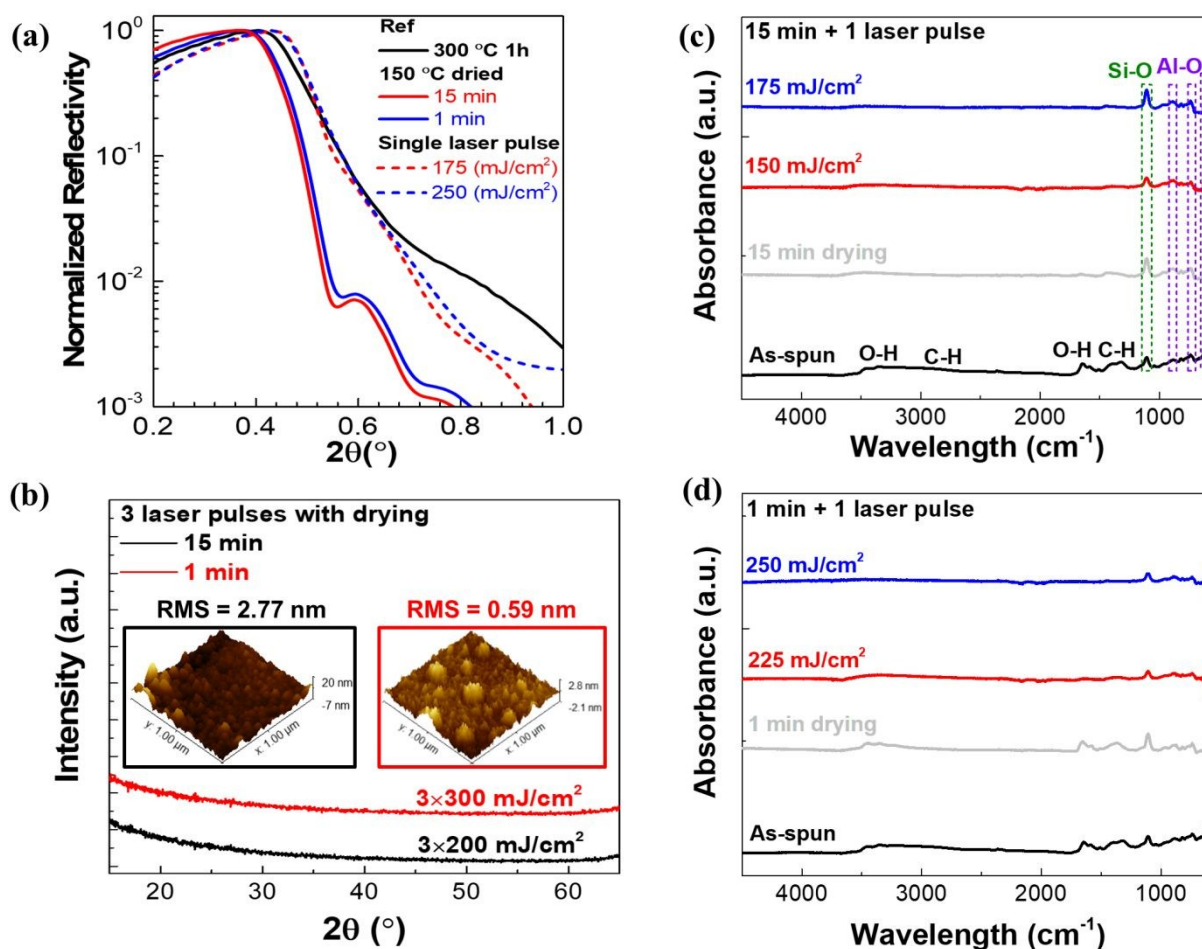 (a)
Normalized Reflectivity
10⁰
10⁻¹
10⁻²
10⁻³
0.2 0.4 0.6 0.8 1.0
2θ(°)
Ref
300 °C 1h
150 °C dried
15 min
1 min
Single laser pulse
175 (mJ/cm²)
250 (mJ/cm²)
(b)
Intensity (a.u.)
3 laser pulses with drying
15 min
1 min
RMS = 2.77 nm
RMS = 0.59 nm
20 nm
-7 nm
y: 1.00 µm
x: 1.00 µm
2.8 nm
-2.1 nm
y: 1.00 µm
x: 1.00 µm
3×300 mJ/cm²
3×200 mJ/cm²
20 30 40 50 60
2θ (°)
(c)
Absorbance (a.u.)
15 min + 1 laser pulse
Si-O
Al-O
175 mJ/cm²
150 mJ/cm²
15 min drying
As-spun
O-H
C-H
O-H
C-H
4000 3000 2000 1000
Wavelength (cm⁻¹)
(d)
Absorbance (a.u.)
1 min + 1 laser pulse
250 mJ/cm²
225 mJ/cm²
1 min drying
As-spun
4000 3000 2000 1000
Wavelength (cm⁻¹)